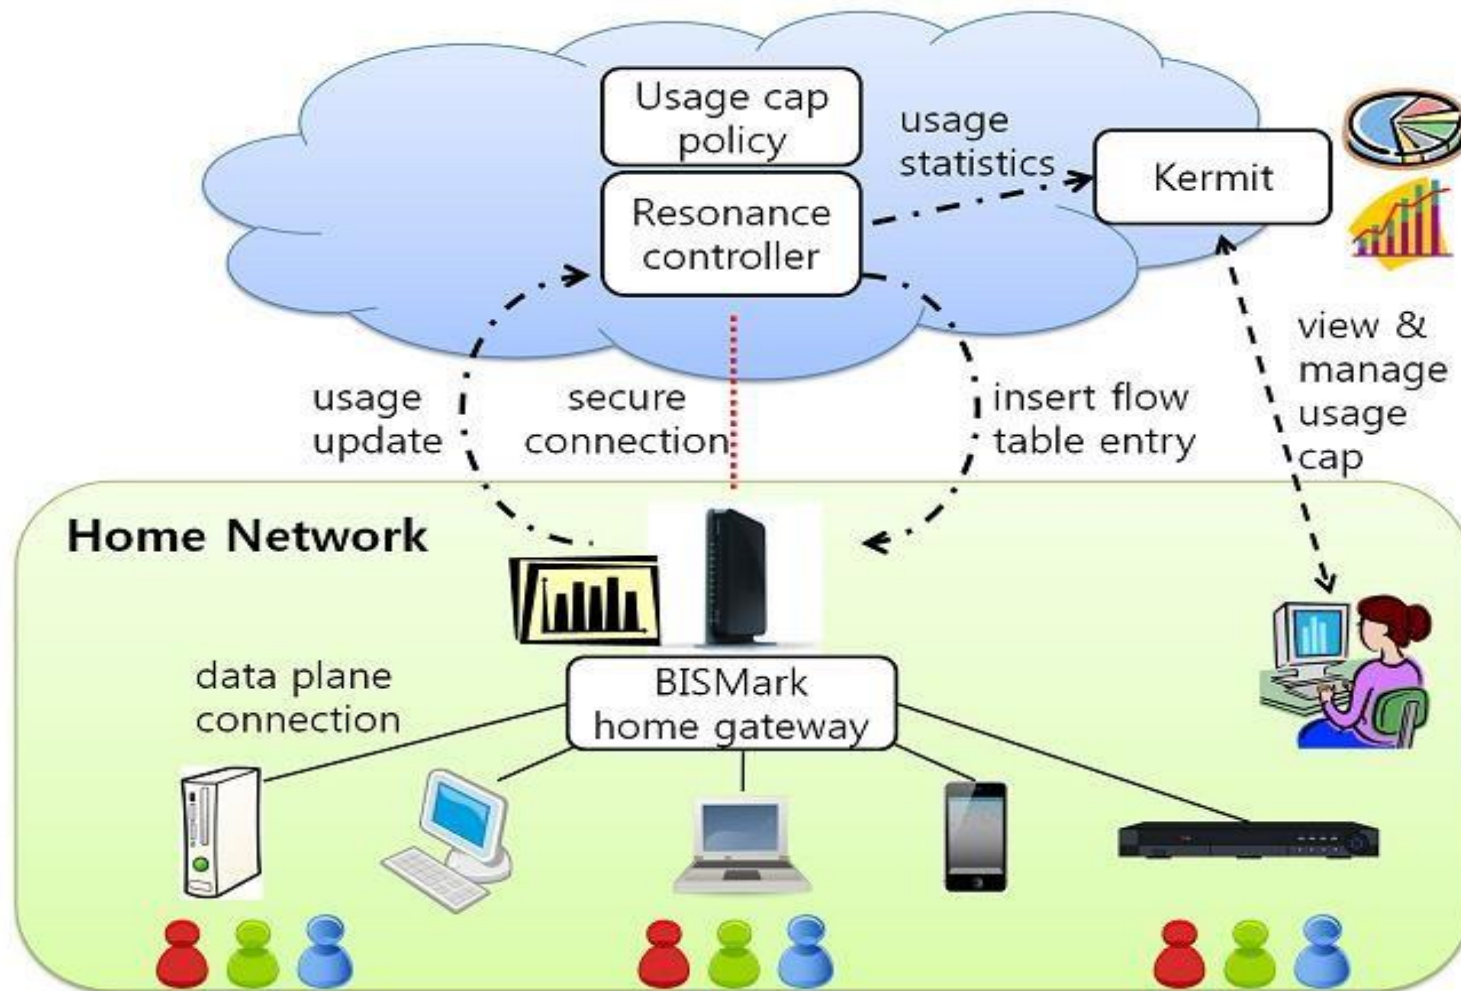 Usage cap
policy
usage
statistics
Kermit
Resonance
controller
usage
update
secure
connection
insert flow
table entry
view &
manage
usage
cap
Home Network
data plane
connection
BISMark
home gateway